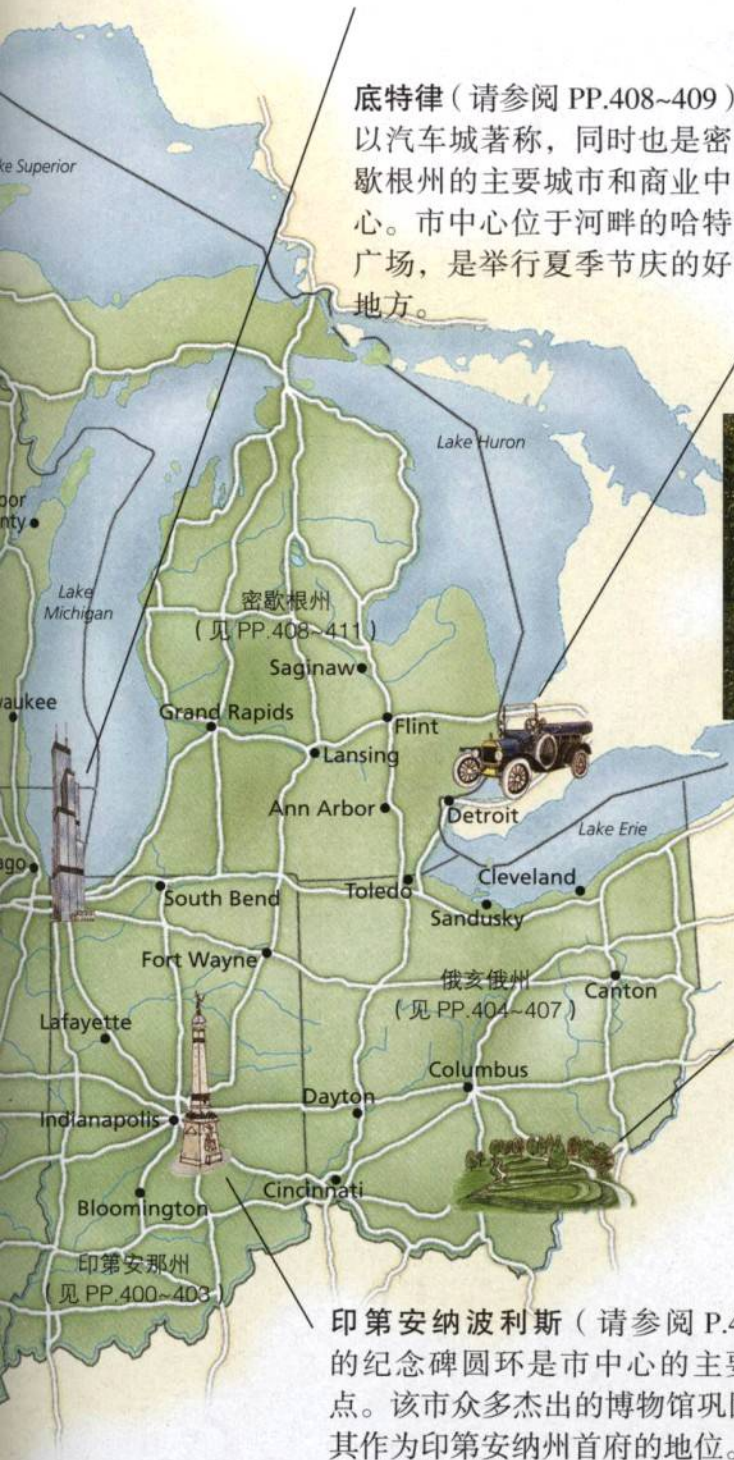 底特律（请参阅 PP.408~409）
以汽车城著称，同时也是密
歇根州的主要城市和商业中
心。市中心位于河畔的哈特
广场，是举行夏季节庆的好
地方。
Superior
Lake Huron
Lake
Michigan
密歇根州
（见 PP.408~411）
Saginaw
Grand Rapids
Flint
Lansing
Ann Arbor
Detroit
Lake Erie
South Bend
Toledo
Cleveland
Sandusky
Fort Wayne
俄亥俄州
（见 PP.404~407）
Canton
Lafayette
Columbus
Dayton
Indianapolis
Cincinnati
Bloomington
印第安那州
（见 PP.400~403）
印第安纳波利斯（请参阅 P.4
的纪念碑圆环是市中心的主要
点。该市众多杰出的博物馆巩
其作为印第安纳州首府的地位。